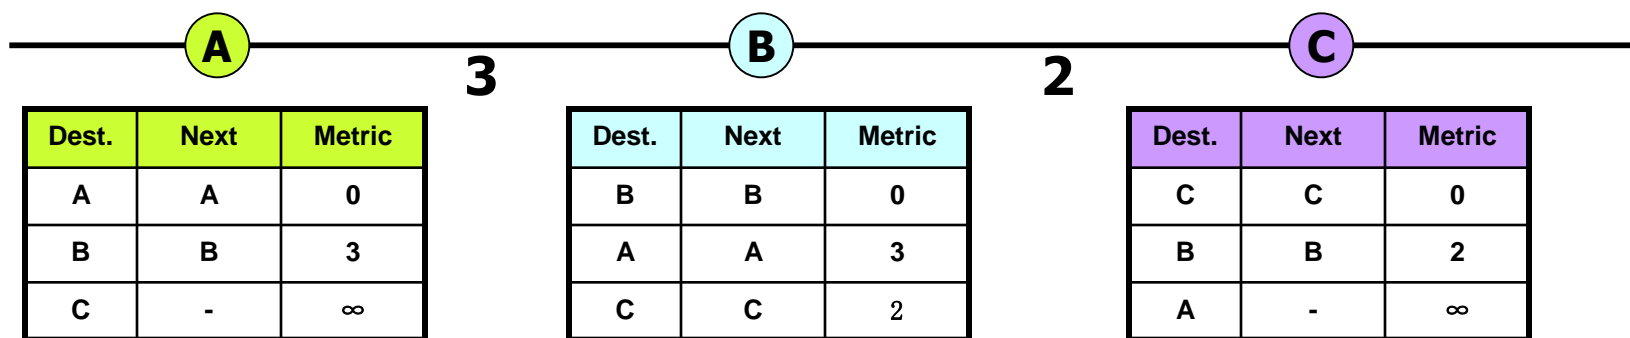 A B C
3 2
Dest. Next Metric
A A 0
B B 3
C - ∞
Dest. Next Metric
B B 0
A A 3
C C 2
Dest. Next Metric
C C 0
B B 2
A - ∞